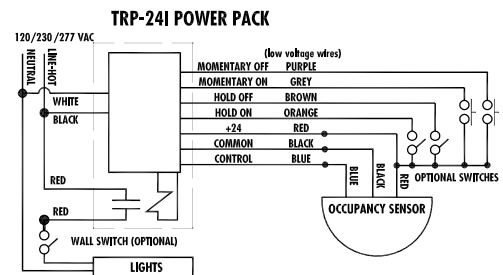 TRP-24I POWER PACK
120/230/277 VAC
NEUTRAL
LINE-HOT
(low voltage wires)
MOMENTARY OFF PURPLE
MOMENTARY ON GREY
HOLD OFF BROWN
HOLD ON ORANGE
+24 RED
COMMON BLACK
CONTROL BLUE
WHITE
BLACK
RED
RED
BLUE
BLACK
RED
OPTIONAL SWITCHES
OCCUPANCY SENSOR
WALL SWITCH (OPTIONAL)
LIGHTS